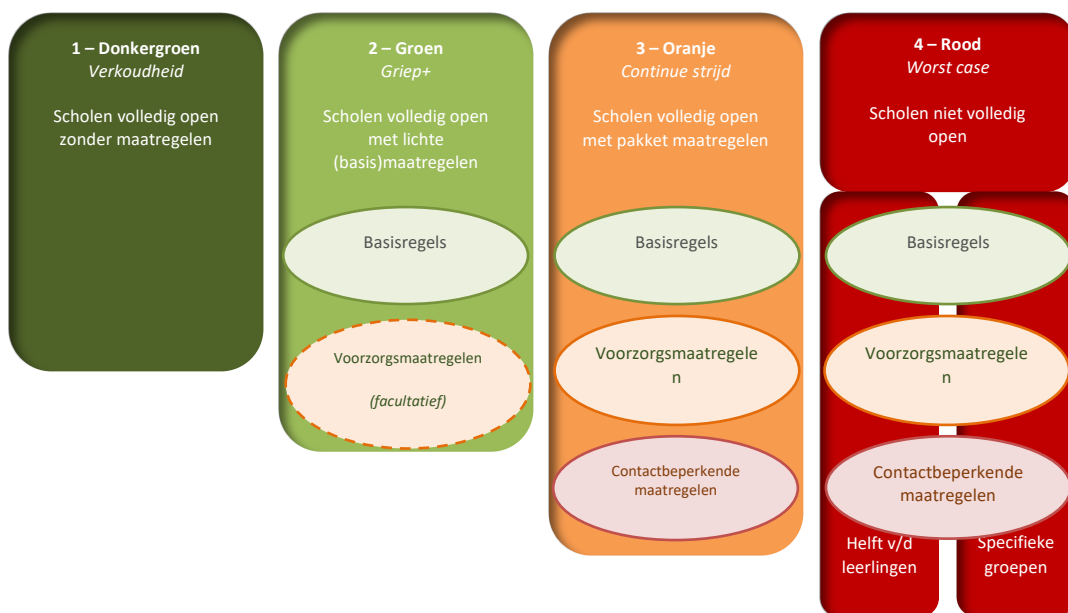 1 – Donkergroen
Verkoudheid
Scholen volledig open
zonder maatregelen
2 – Groen
Griep+
Scholen volledig open
met lichte
(basis)maatregelen
Basisregels
Voorzorgsmaatregelen
(facultatief)
3 – Oranje
Continue strijd
Scholen volledig open
met pakket maatregelen
Basisregels
Voorzorgsmaatregele
n
Contactbeperkende
maatregelen
4 – Rood
Worst case
Scholen niet volledig
open
Basisregels
Voorzorgsmaatregele
n
Contactbeperkende
maatregelen
Helft v/d
leerlingen
Specifieke
groepen